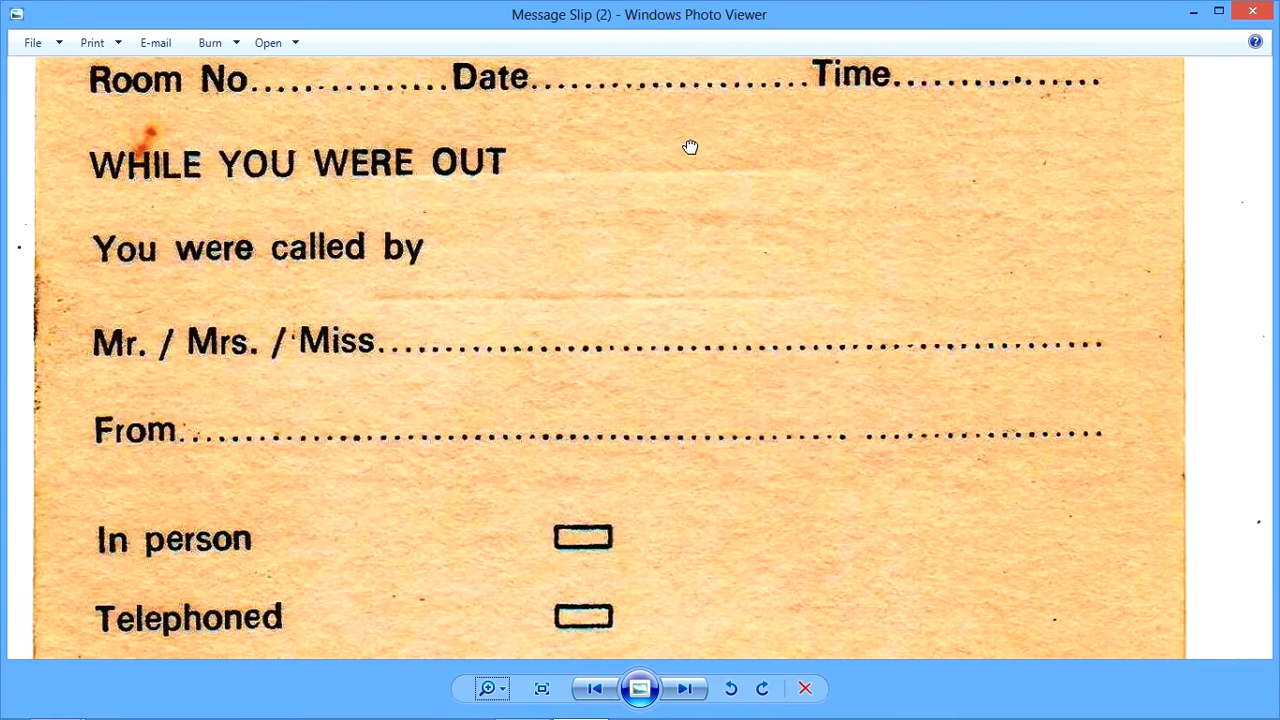 Message Slip (2) - Windows Photo Viewer
File Print E-mail Burn Open
Room No...............Date.....................Time................
WHILE YOU WERE OUT
You were called by
Mr. / Mrs. / Miss......................................................
From.....................................................................
In person
Telephoned